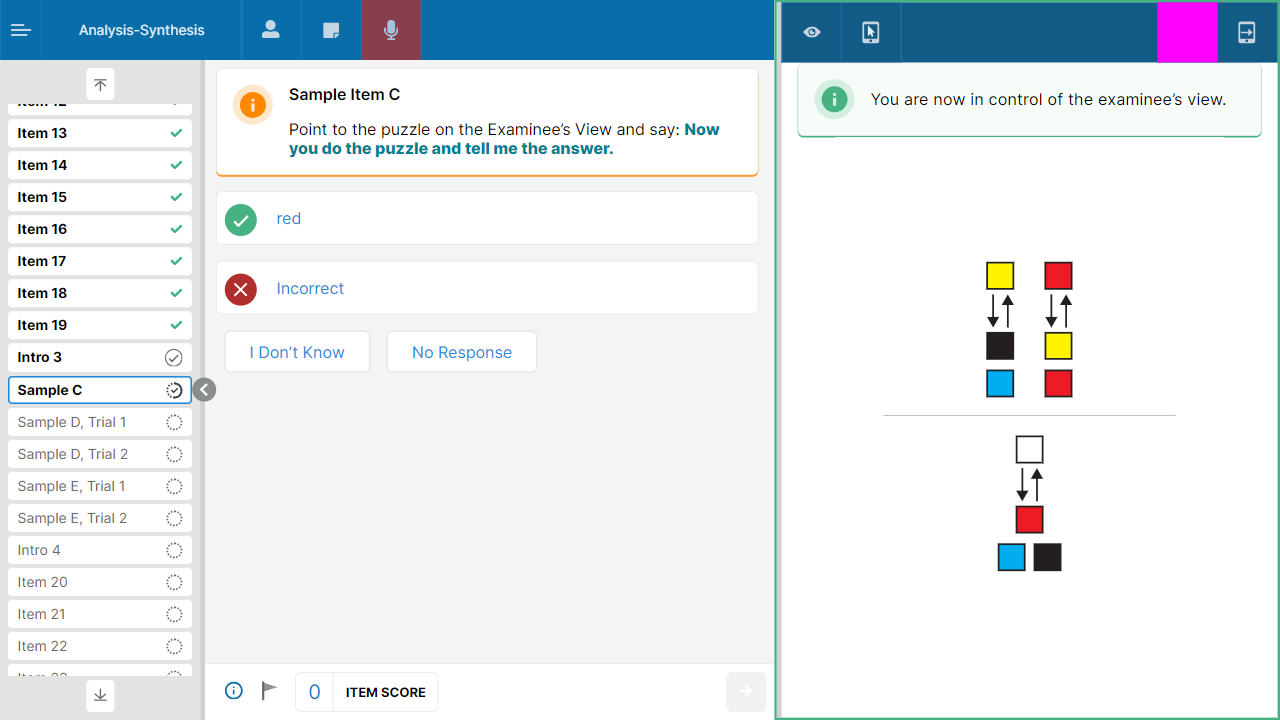 Analysis-Synthesis
Item 13
Item 14
Item 15
Item 16
Item 17
Item 18
Item 19
Intro 3
Sample C
Sample D, Trial 1
Sample D, Trial 2
Sample E, Trial 1
Sample E, Trial 2
Intro 4
Item 20
Item 21
Item 22
Sample Item C
Point to the puzzle on the Examinee’s View and say: Now
you do the puzzle and tell me the answer.
red
Incorrect
I Don’t Know
No Response
0 ITEM SCORE
You are now in control of the examinee’s view.